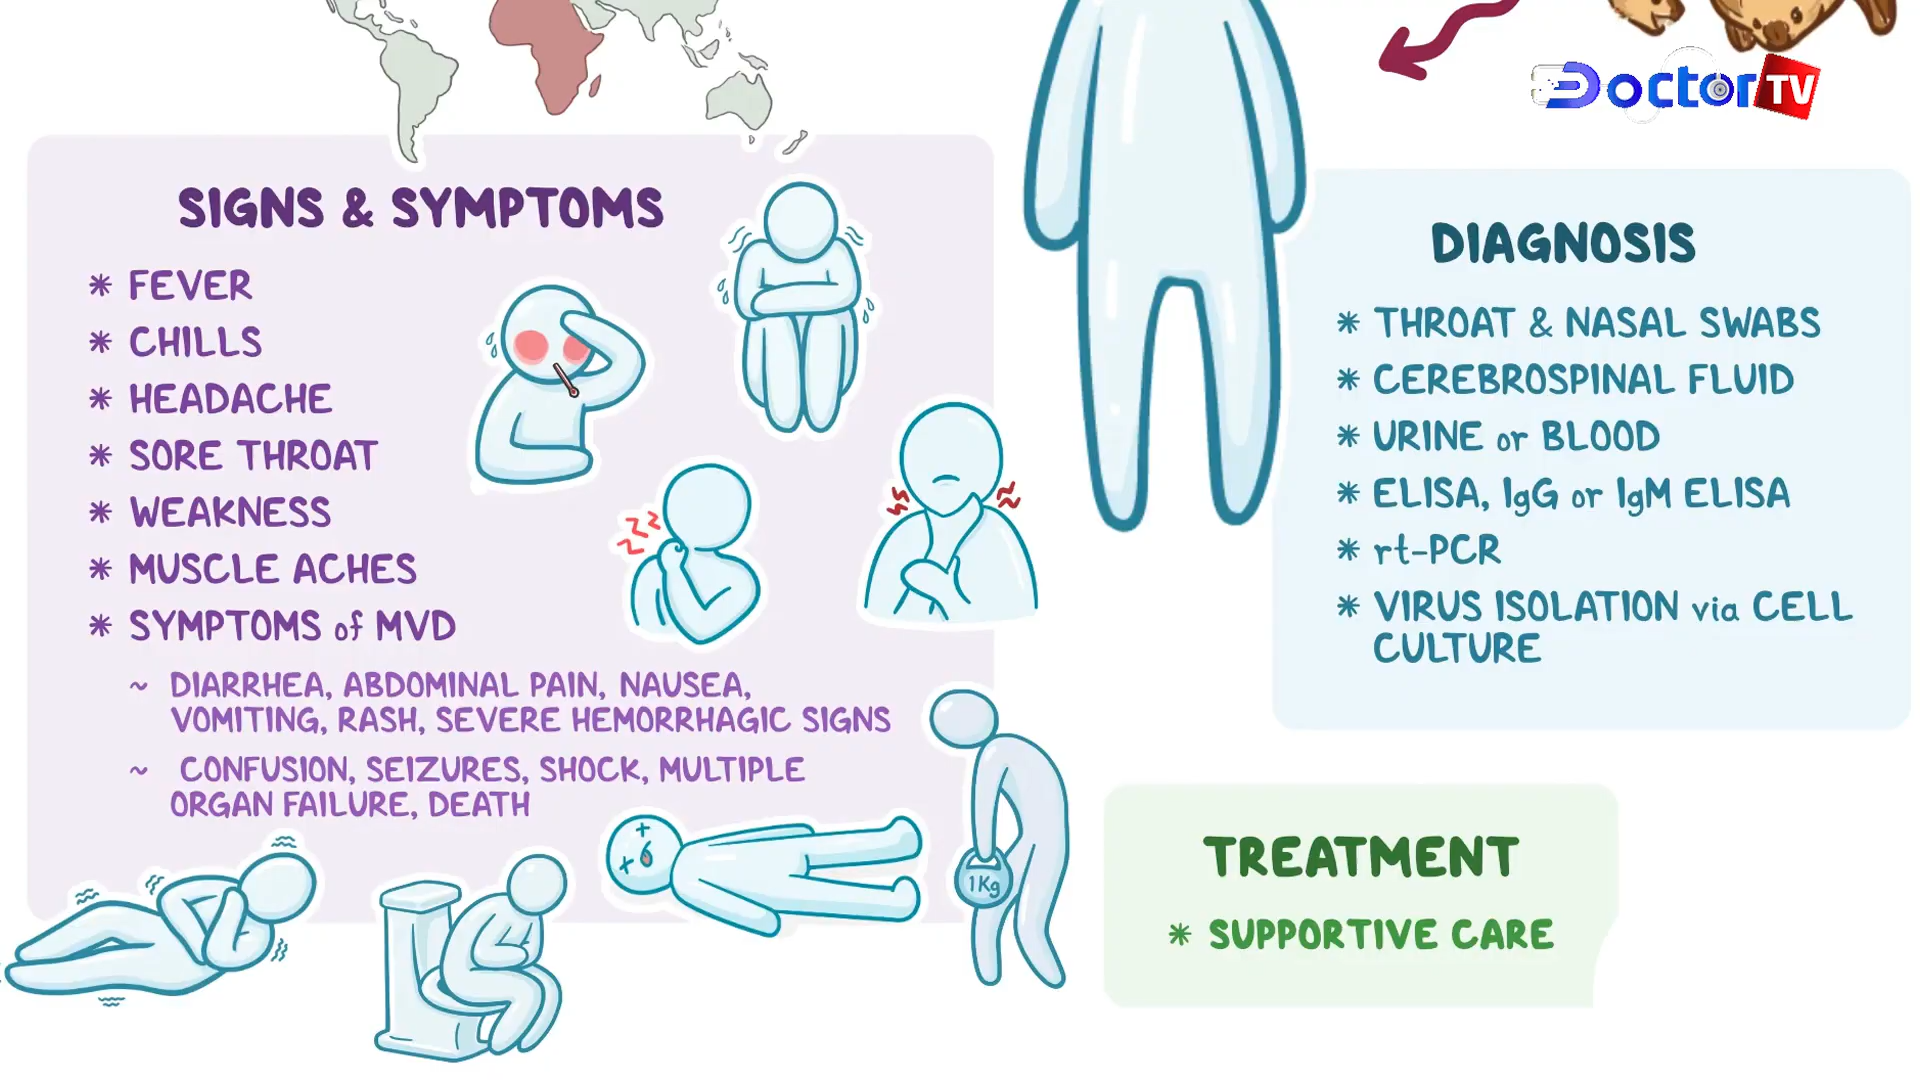 Doctor TV
SIGNS & SYMPTOMS
* FEVER
* CHILLS
* HEADACHE
* SORE THROAT
* WEAKNESS
* MUSCLE ACHES
* SYMPTOMS of MVD
~ DIARRHEA, ABDOMINAL PAIN, NAUSEA,
VOMITING, RASH, SEVERE HEMORRHAGIC SIGNS
~ CONFUSION, SEIZURES, SHOCK, MULTIPLE
ORGAN FAILURE, DEATH
1Kg
DIAGNOSIS
* THROAT & NASAL SWABS
* CEREBROSPINAL FLUID
* URINE or BLOOD
* ELISA, IgG or IgM ELISA
* rt-PCR
* VIRUS ISOLATION via CELL
CULTURE
TREATMENT
* SUPPORTIVE CARE